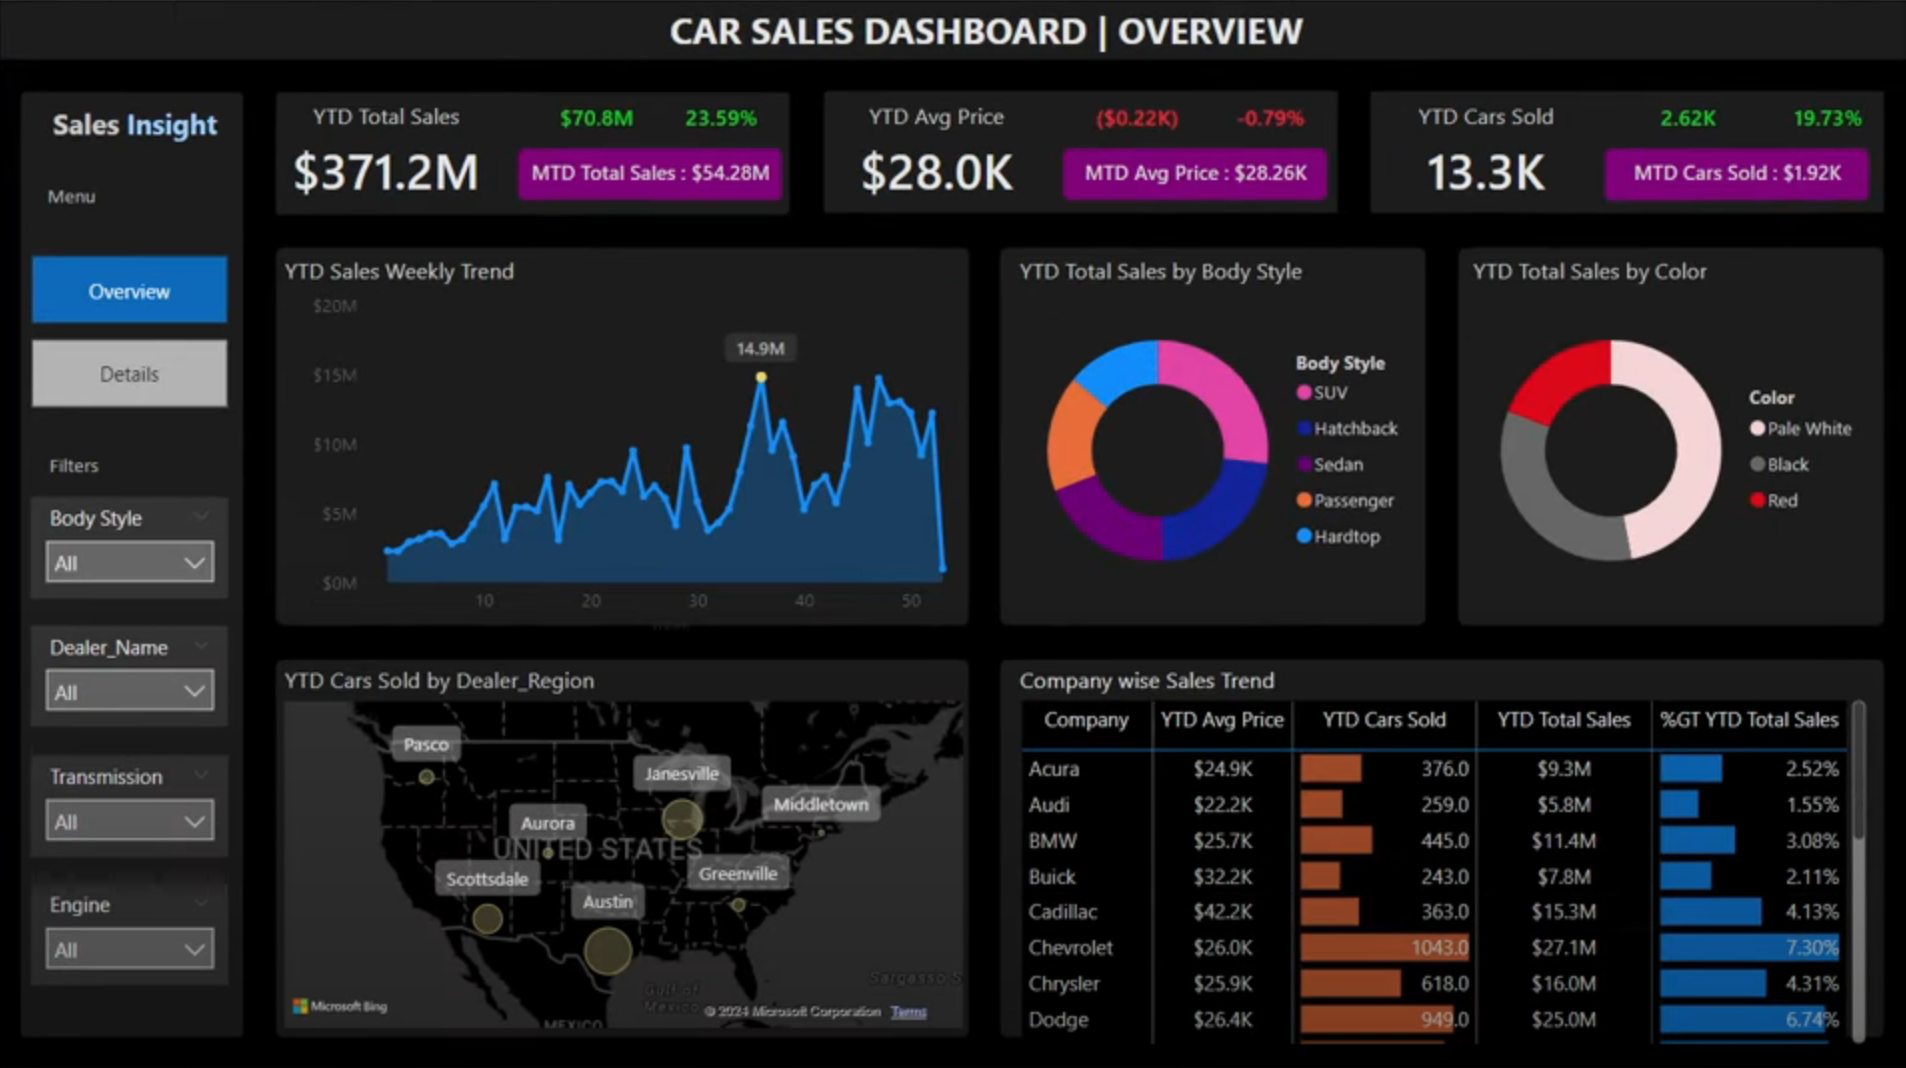 CAR SALES DASHBOARD | OVERVIEW
Sales Insight
Menu
Overview
Details
Filters
Body Style
All
Dealer_Name
All
Transmission
All
Engine
All
YTD Total Sales $70.8M 23.59%
$371.2M MTD Total Sales : $54.28M
YTD Avg Price ($0.22K) -0.79%
$28.0K MTD Avg Price : $28.26K
YTD Cars Sold 2.62K 19.73%
13.3K MTD Cars Sold : $1.92K
YTD Sales Weekly Trend
$20M
14.9M
$15M
$10M
$5M
$0M
10 20 30 40 50
YTD Total Sales by Body Style
Body Style
SUV
Hatchback
Sedan
Passenger
Hardtop
YTD Total Sales by Color
Color
Pale White
Black
Red
YTD Cars Sold by Dealer_Region
Pasco
Janesville
Middletown
Aurora
UNITED STATES
Greenville
Scottsdale
Austin
Sargasso S
Gulf of
Mexico
Microsoft Bing
© 2024 Microsoft Corporation Terms
MEXICO
Company wise Sales Trend
Company YTD Avg Price YTD Cars Sold YTD Total Sales %GT YTD Total Sales
Acura $24.9K 376.0 $9.3M 2.52%
Audi $22.2K 259.0 $5.8M 1.55%
BMW $25.7K 445.0 $11.4M 3.08%
Buick $32.2K 243.0 $7.8M 2.11%
Cadillac $42.2K 363.0 $15.3M 4.13%
Chevrolet $26.0K 1043.0 $27.1M 7.30%
Chrysler $25.9K 618.0 $16.0M 4.31%
Dodge $26.4K 949.0 $25.0M 6.74%